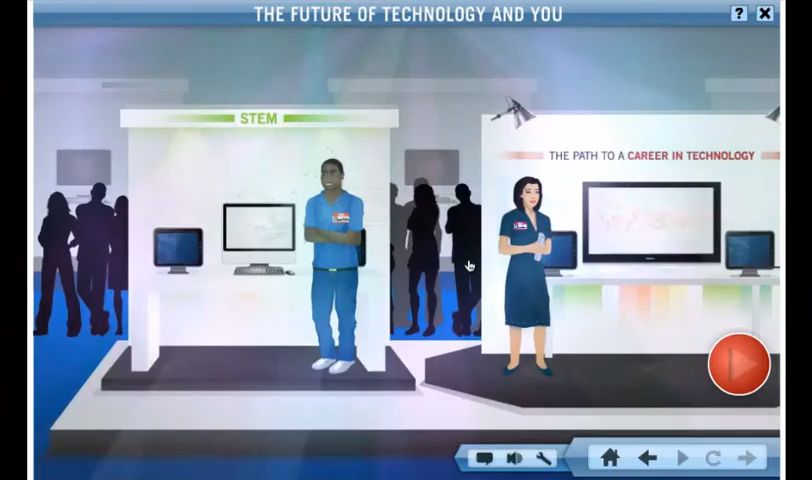 THE FUTURE OF TECHNOLOGY AND YOU
?
STEM
THE PATH TO A CAREER IN TECHNOLOGY